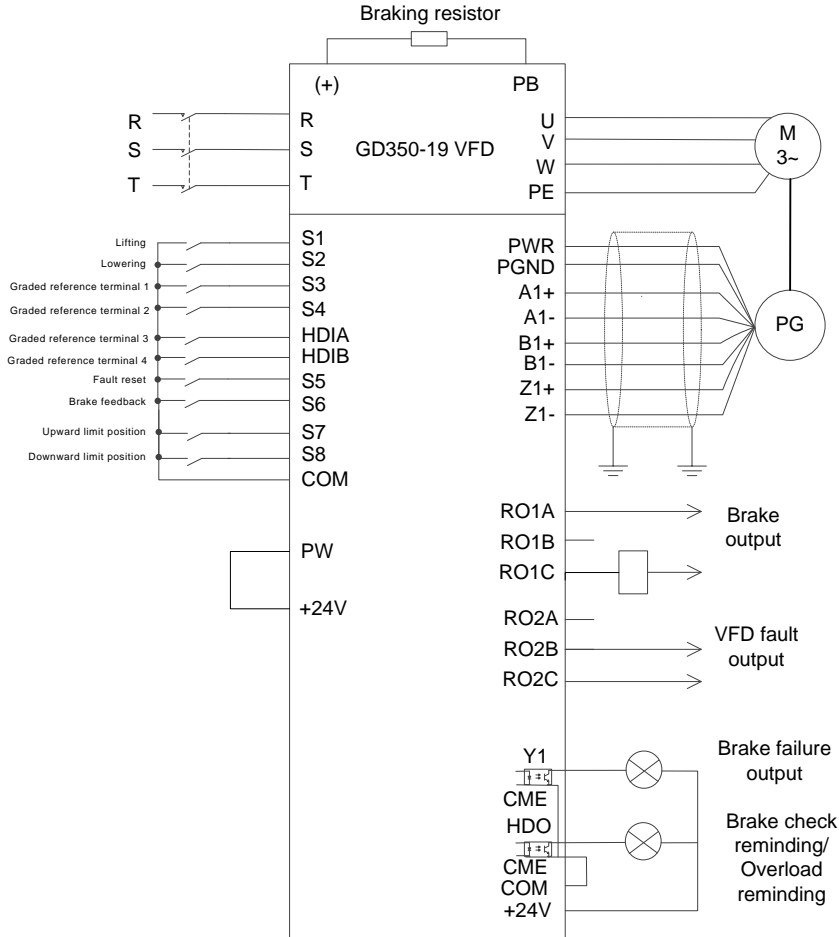 Braking resistor
(+)
PB
R
S
T
R
S
T
GD350-19 VFD
U
V
W
PE
M
3~
Lifting
Lowering
Graded reference terminal 1
Graded reference terminal 2
Graded reference terminal 3
Graded reference terminal 4
Fault reset
Brake feedback
Upward limit position
Downward limit position
S1
S2
S3
S4
HDIA
HDIB
S5
S6
S7
S8
COM
PW
+24V
PWR
PGND
A1+
A1-
B1+
B1-
Z1+
Z1-
PG
RO1A
RO1B
RO1C
Brake
output
RO2A
RO2B
RO2C
VFD fault
output
Y1
CME
HDO
CME
COM
+24V
Brake failure
output
Brake check
reminding/
Overload
reminding